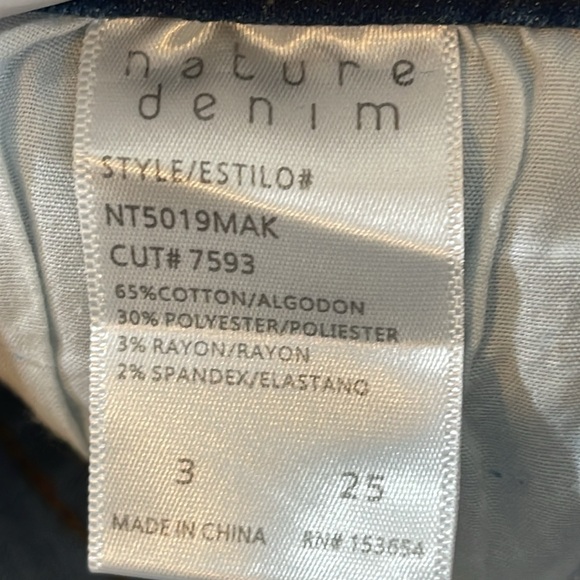 nature
denim
STYLE/ESTILO#
NT5019MAK
CUT# 7593
65%COTTON/ALGODON
30% POLYESTER/POLIESTER
3% RAYON/RAYON
2% SPANDEX/ELASTANO
3 25
MADE IN CHINA RN# 153654